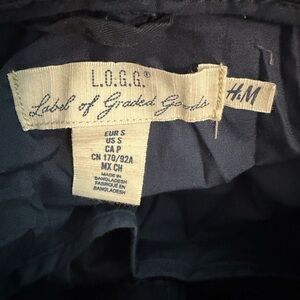 L.O.G.G.®
Label of Graded Goods
H&M
EUR S
US S
CA P
CN 170/92A
MX CH
MADE IN
BANGLADESH
FABRIQUÉ EN
BANGLADESH